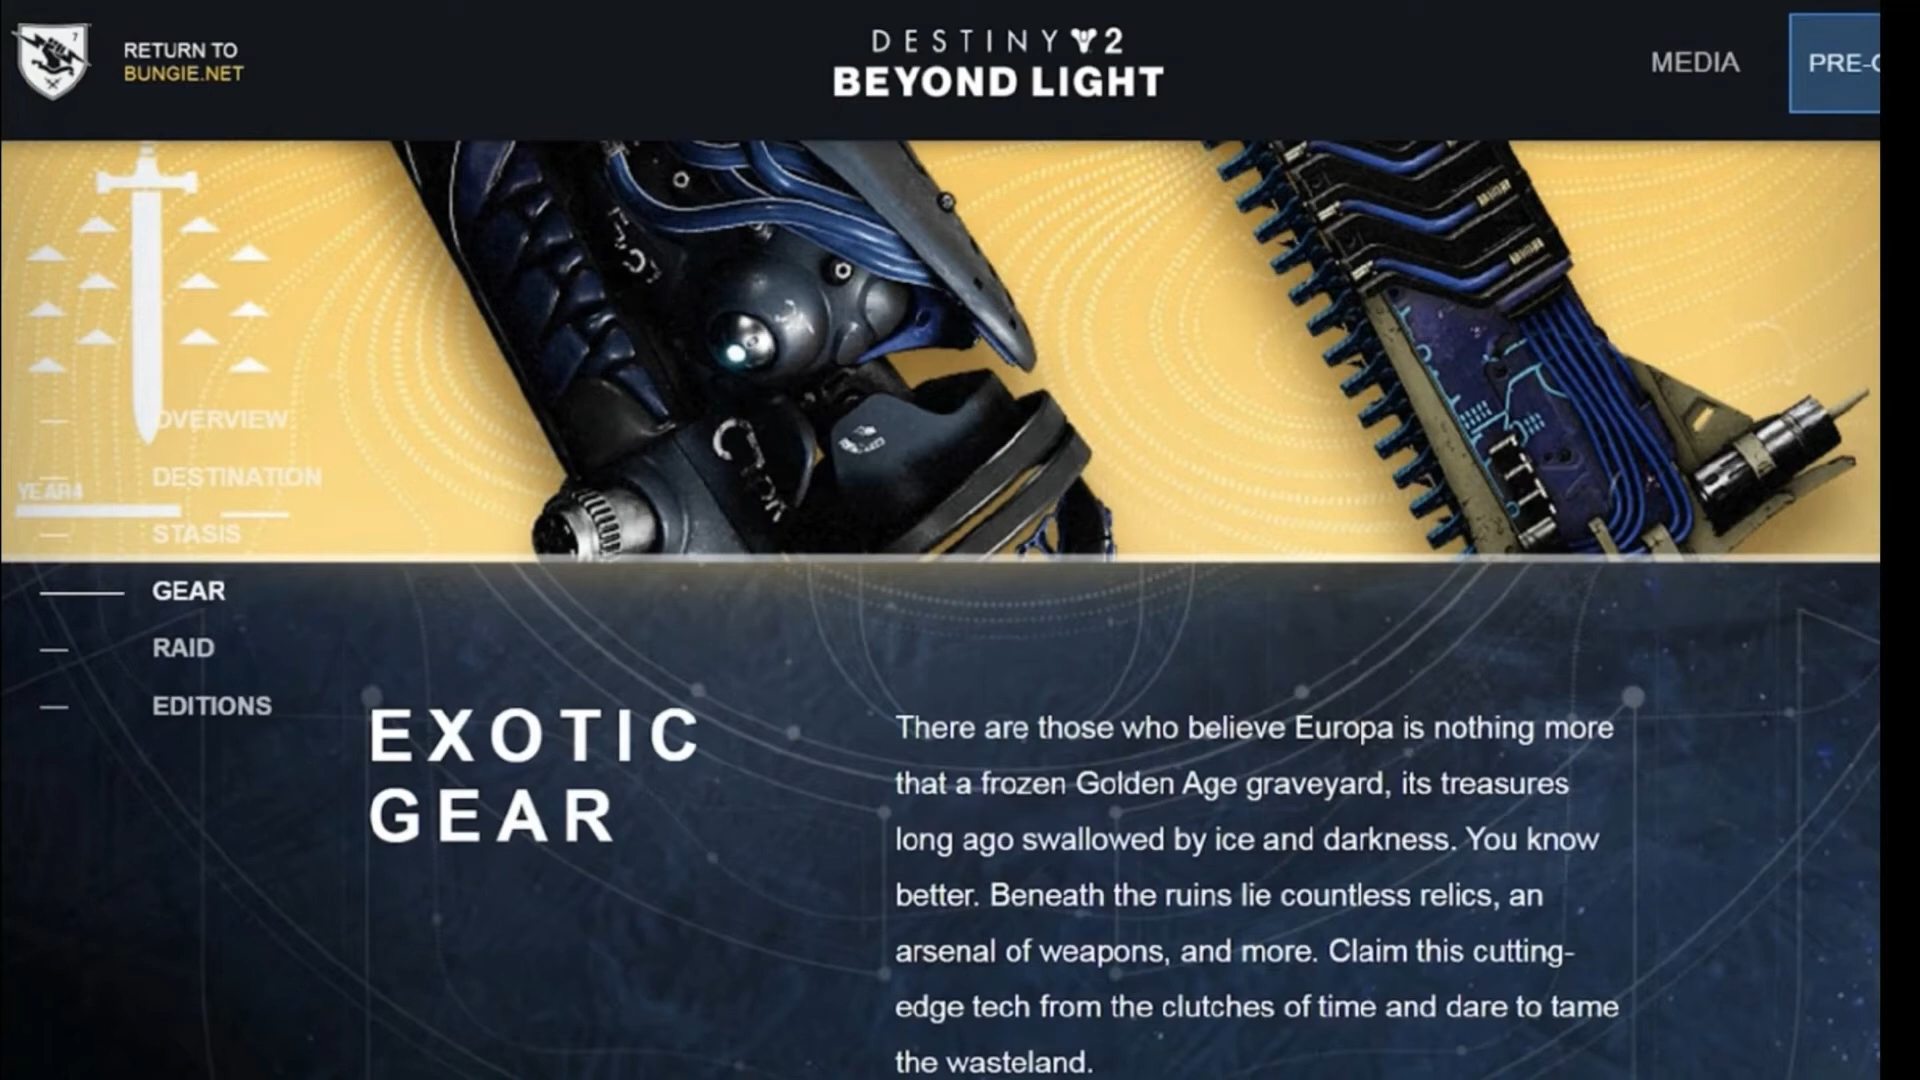 RETURN TO
BUNGIE.NET
DESTINY 2
BEYOND LIGHT
MEDIA
PRE-
OVERVIEW
DESTINATION
YEAR4
STASIS
GEAR
RAID
EDITIONS
EXOTIC
GEAR
There are those who believe Europa is nothing more
that a frozen Golden Age graveyard, its treasures
long ago swallowed by ice and darkness. You know
better. Beneath the ruins lie countless relics, an
arsenal of weapons, and more. Claim this cutting-
edge tech from the clutches of time and dare to tame
the wasteland.